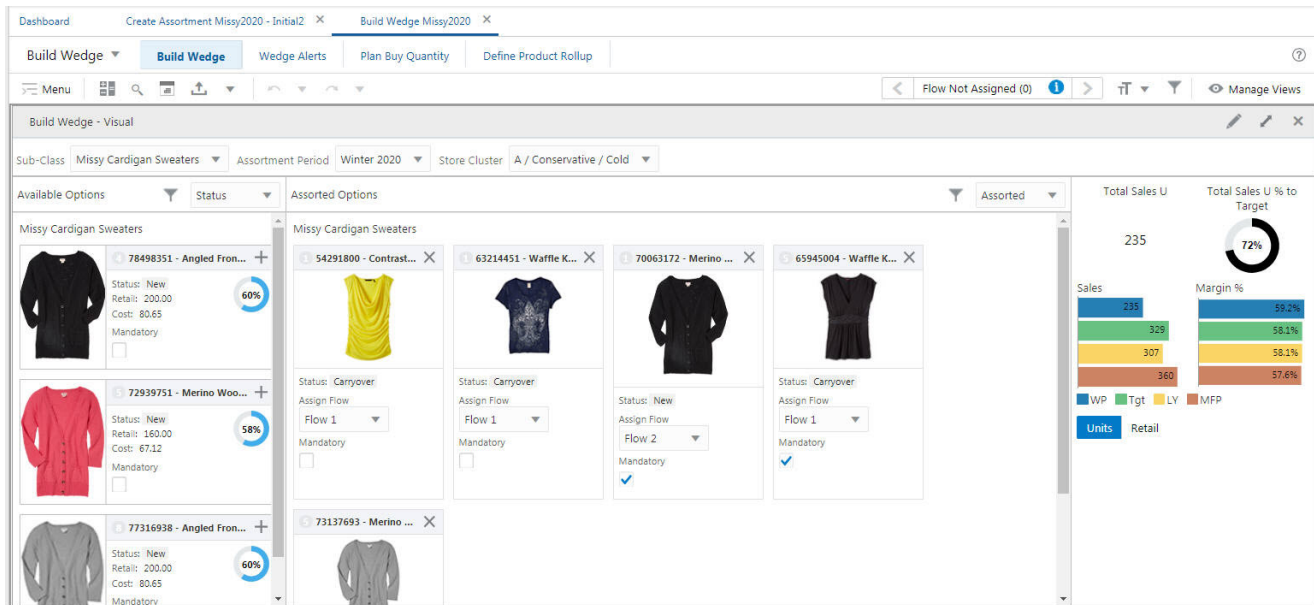 Dashboard Create Assortment Missy2020 - Initial2 Build Wedge Missy2020
Build Wedge Build Wedge Wedge Alerts Plan Buy Quantity Define Product Rollup
Menu Flow Not Assigned (0) Manage Views
Build Wedge - Visual
Sub-Class Missy Cardigan Sweaters Assortment Period Winter 2020 Store Cluster A / Conservative / Cold
Available Options Status
Missy Cardigan Sweaters
78498351 - Angled Fron...
Status: New
Retail: 200.00
Cost: 80.65
Mandatory
60%
5 72939751 - Merino Woo...
Status: New
Retail: 160.00
Cost: 67.12
Mandatory
58%
77316938 - Angled Fron...
Status: New
Retail: 200.00
Cost: 80.65
Mandatory
60%
Assorted Options Assorted
Missy Cardigan Sweaters
1 54291800 - Contrast...
Status: Carryover
Assign Flow
Flow 1
Mandatory
1 63214451 - Waffle K...
Status: Carryover
Assign Flow
Flow 1
Mandatory
1 70063172 - Merino ...
Status: New
Assign Flow
Flow 2
Mandatory
5 65945004 - Waffle K...
Status: Carryover
Assign Flow
Flow 1
Mandatory
5 73137693 - Merino ...
Total Sales U
235
Total Sales U % to
Target
72%
Sales
235
329
307
360
Margin %
59.2%
58.1%
58.1%
57.6%
WP Tgt LY MFP
Units Retail